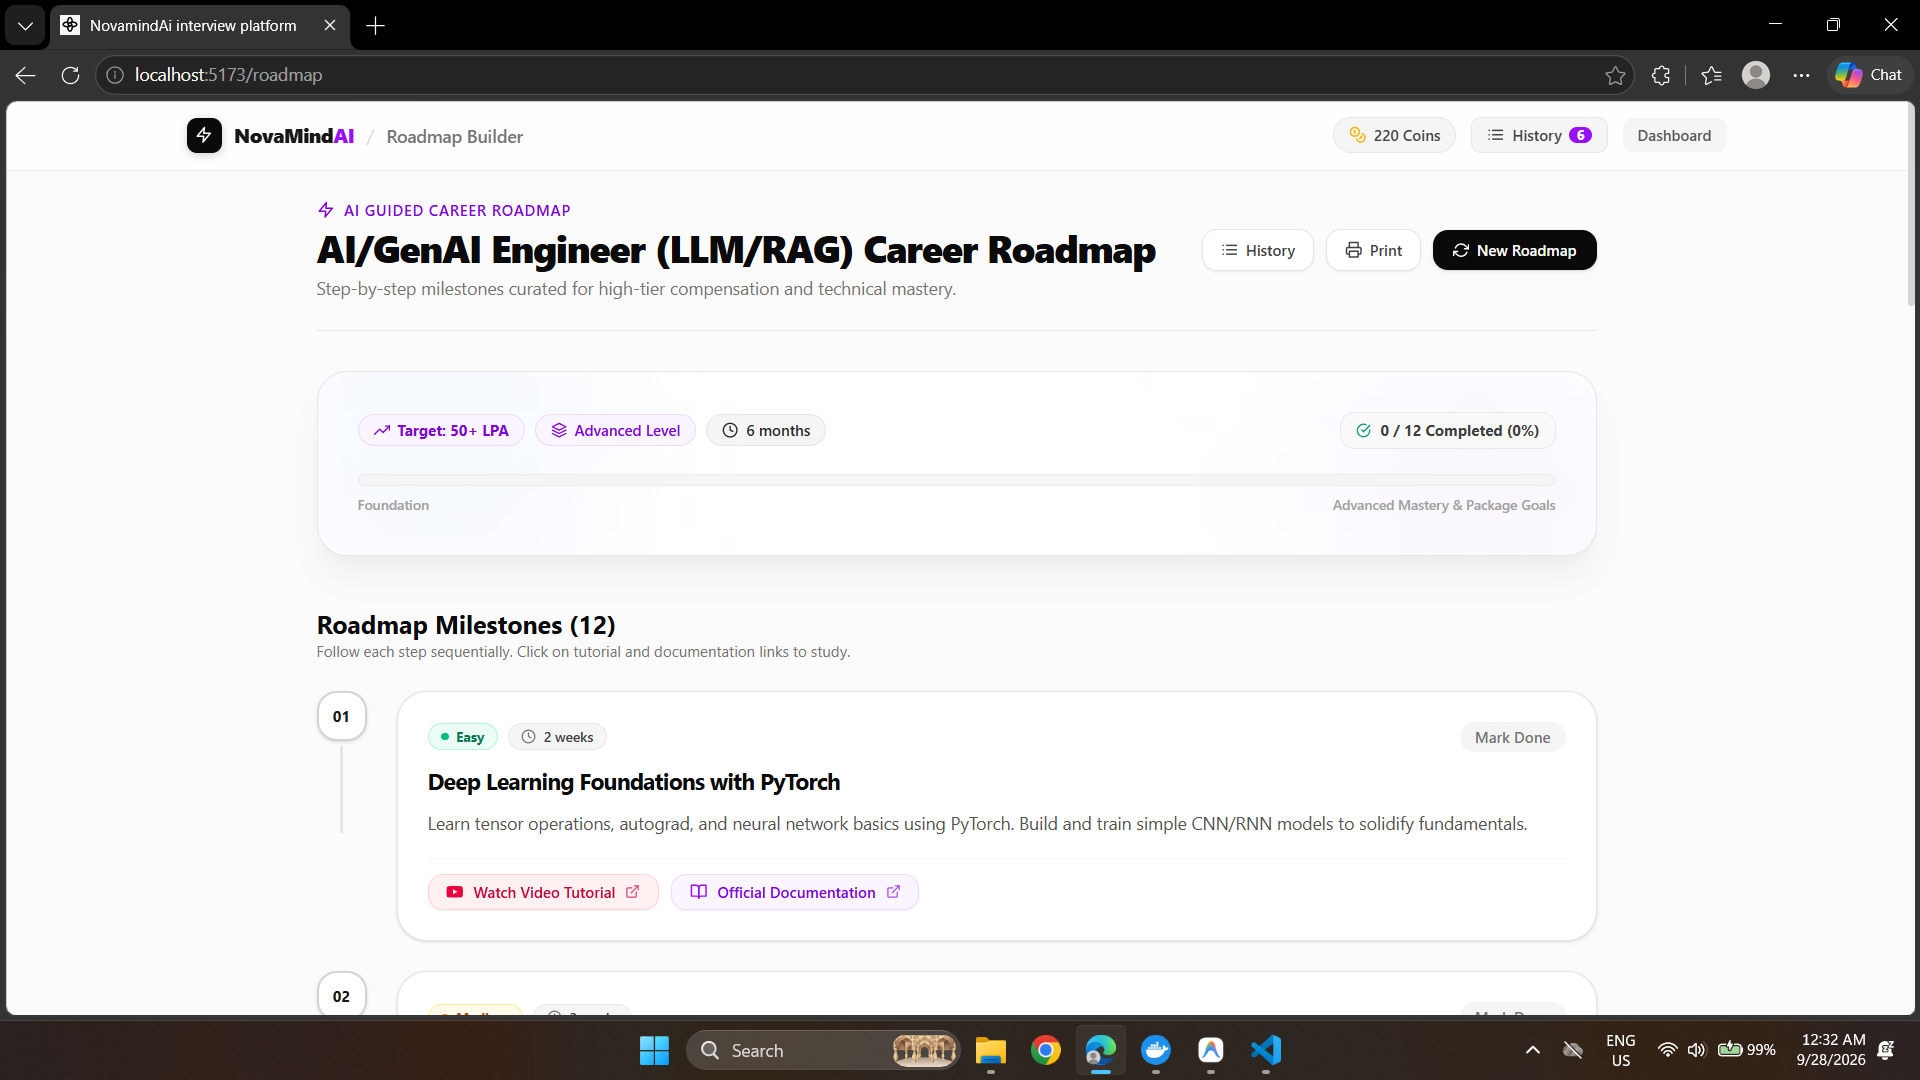 NovamindAi interview platform
localhost:5173/roadmap
Chat
NovaMindAI / Roadmap Builder
220 Coins
History 6
Dashboard
AI GUIDED CAREER ROADMAP
AI/GenAI Engineer (LLM/RAG) Career Roadmap
History
Print
New Roadmap
Step-by-step milestones curated for high-tier compensation and technical mastery.
Target: 50+ LPA
Advanced Level
6 months
0 / 12 Completed (0%)
Foundation
Advanced Mastery & Package Goals
Roadmap Milestones (12)
Follow each step sequentially. Click on tutorial and documentation links to study.
01
Easy
2 weeks
Mark Done
Deep Learning Foundations with PyTorch
Learn tensor operations, autograd, and neural network basics using PyTorch. Build and train simple CNN/RNN models to solidify fundamentals.
Watch Video Tutorial
Official Documentation
02
Search
ENG
US
99%
12:32 AM
9/28/2026